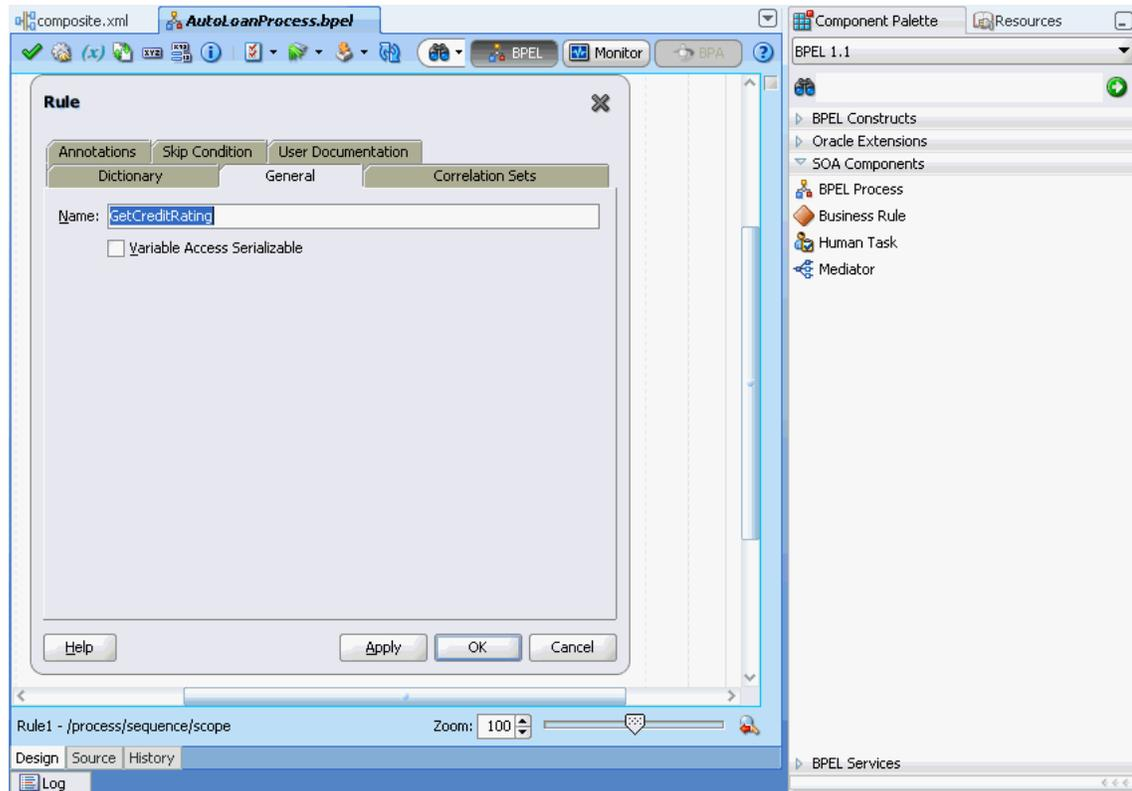 composite.xml AutoLoanProcess.bpel
(x) XYZ BPEL Monitor BPA
Rule
Annotations Skip Condition User Documentation
Dictionary General Correlation Sets
Name: GetCreditRating
Variable Access Serializable
Help Apply OK Cancel
Rule1 - /process/sequence/scope Zoom: 100
Design Source History
Log
Component Palette Resources
BPEL 1.1
BPEL Constructs
Oracle Extensions
SOA Components
BPEL Process
Business Rule
Human Task
Mediator
BPEL Services